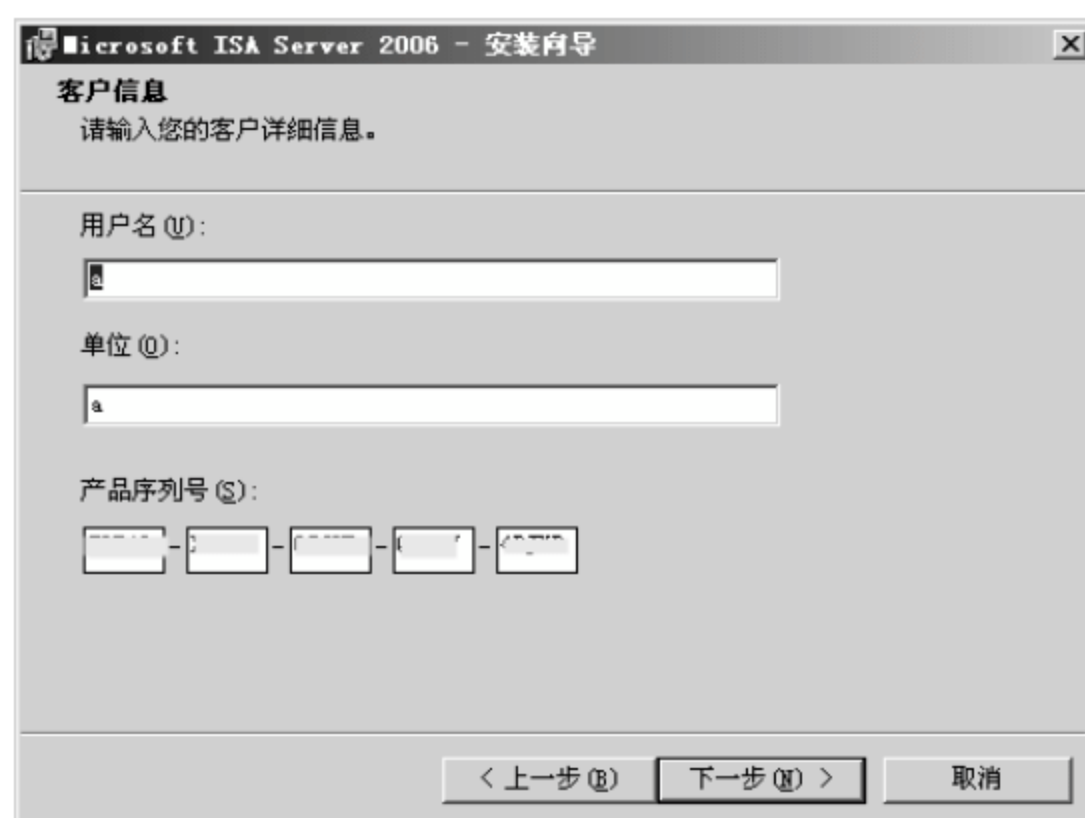 Microsoft ISA Server 2006 - 安装向导
客户信息
请输入您的客户详细信息。
用户名(U):
a
单位(O):
a
产品序列号(S):
- - - -
< 上一步(B) 下一步(N) > 取消